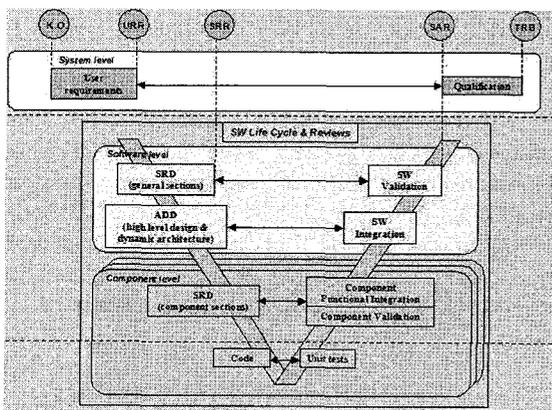 K.O
URR
SRR
SAR
TRB
System level
User
requirements
Qualification
SW Life Cycle & Reviews
Software level
SRD
(general sections)
SW
Validation
ADD
(high level design &
dynamic architecture)
SW
Integration
Component level
SRD
(component sections)
Component
Functional Integration
Component Validation
Code
Unit tests